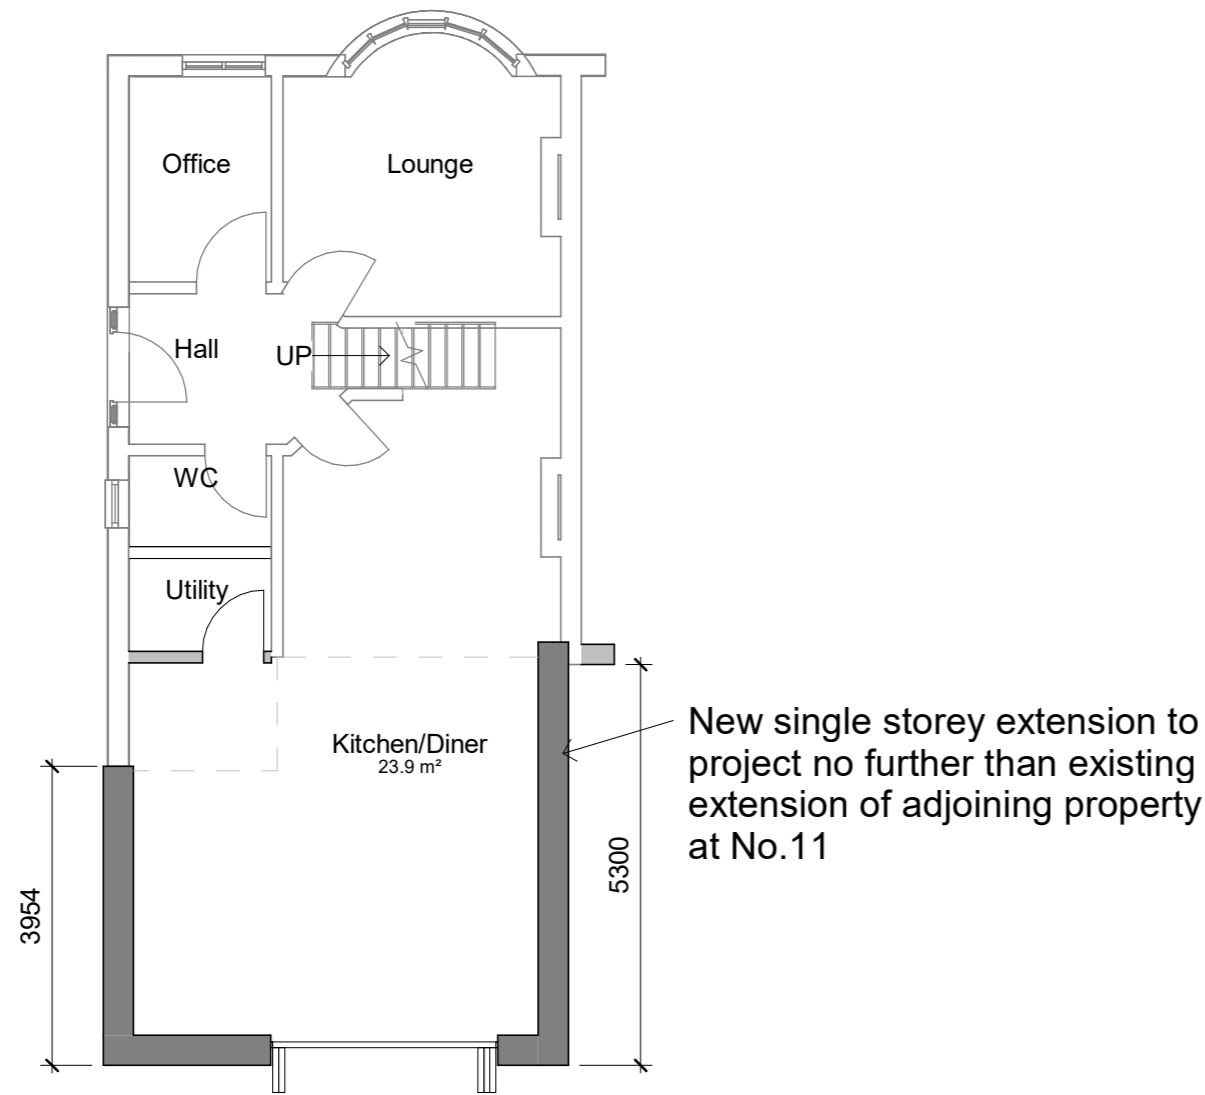 Office
Lounge
Hall
UP
WC
Utility
Kitchen/Diner
23.9 m²
New single storey extension to
project no further than existing
extension of adjoining property
at No.11
5300
3954